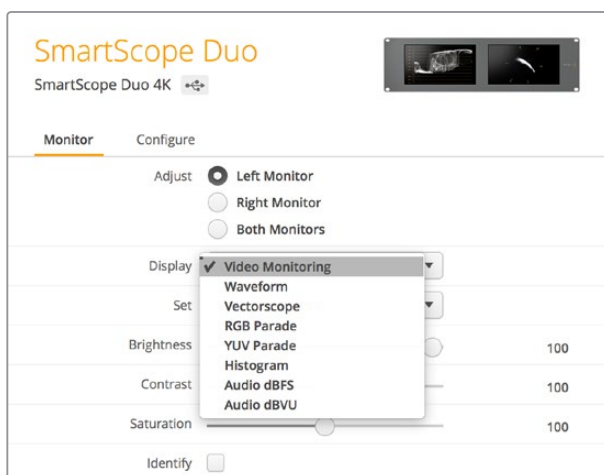 SmartScope Duo
SmartScope Duo 4K
Monitor Configure
Adjust Left Monitor
Right Monitor
Both Monitors
Display Video Monitoring
Waveform
Set Vectorscope
RGB Parade
Brightness YUV Parade 100
Histogram
Contrast Audio dBFS 100
Audio dBVU
Saturation 100
Identify